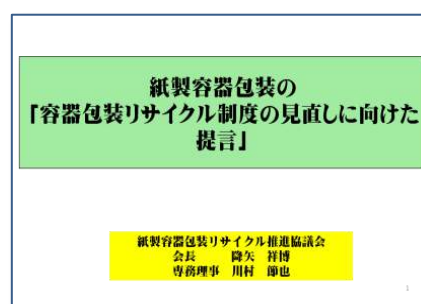 紙製容器包装の
「容器包装リサイクル制度の見直しに向けた
提言」
紙製容器包装リサイクル推進協議会
会長 降矢 祥博
専務理事 川村 節也
1